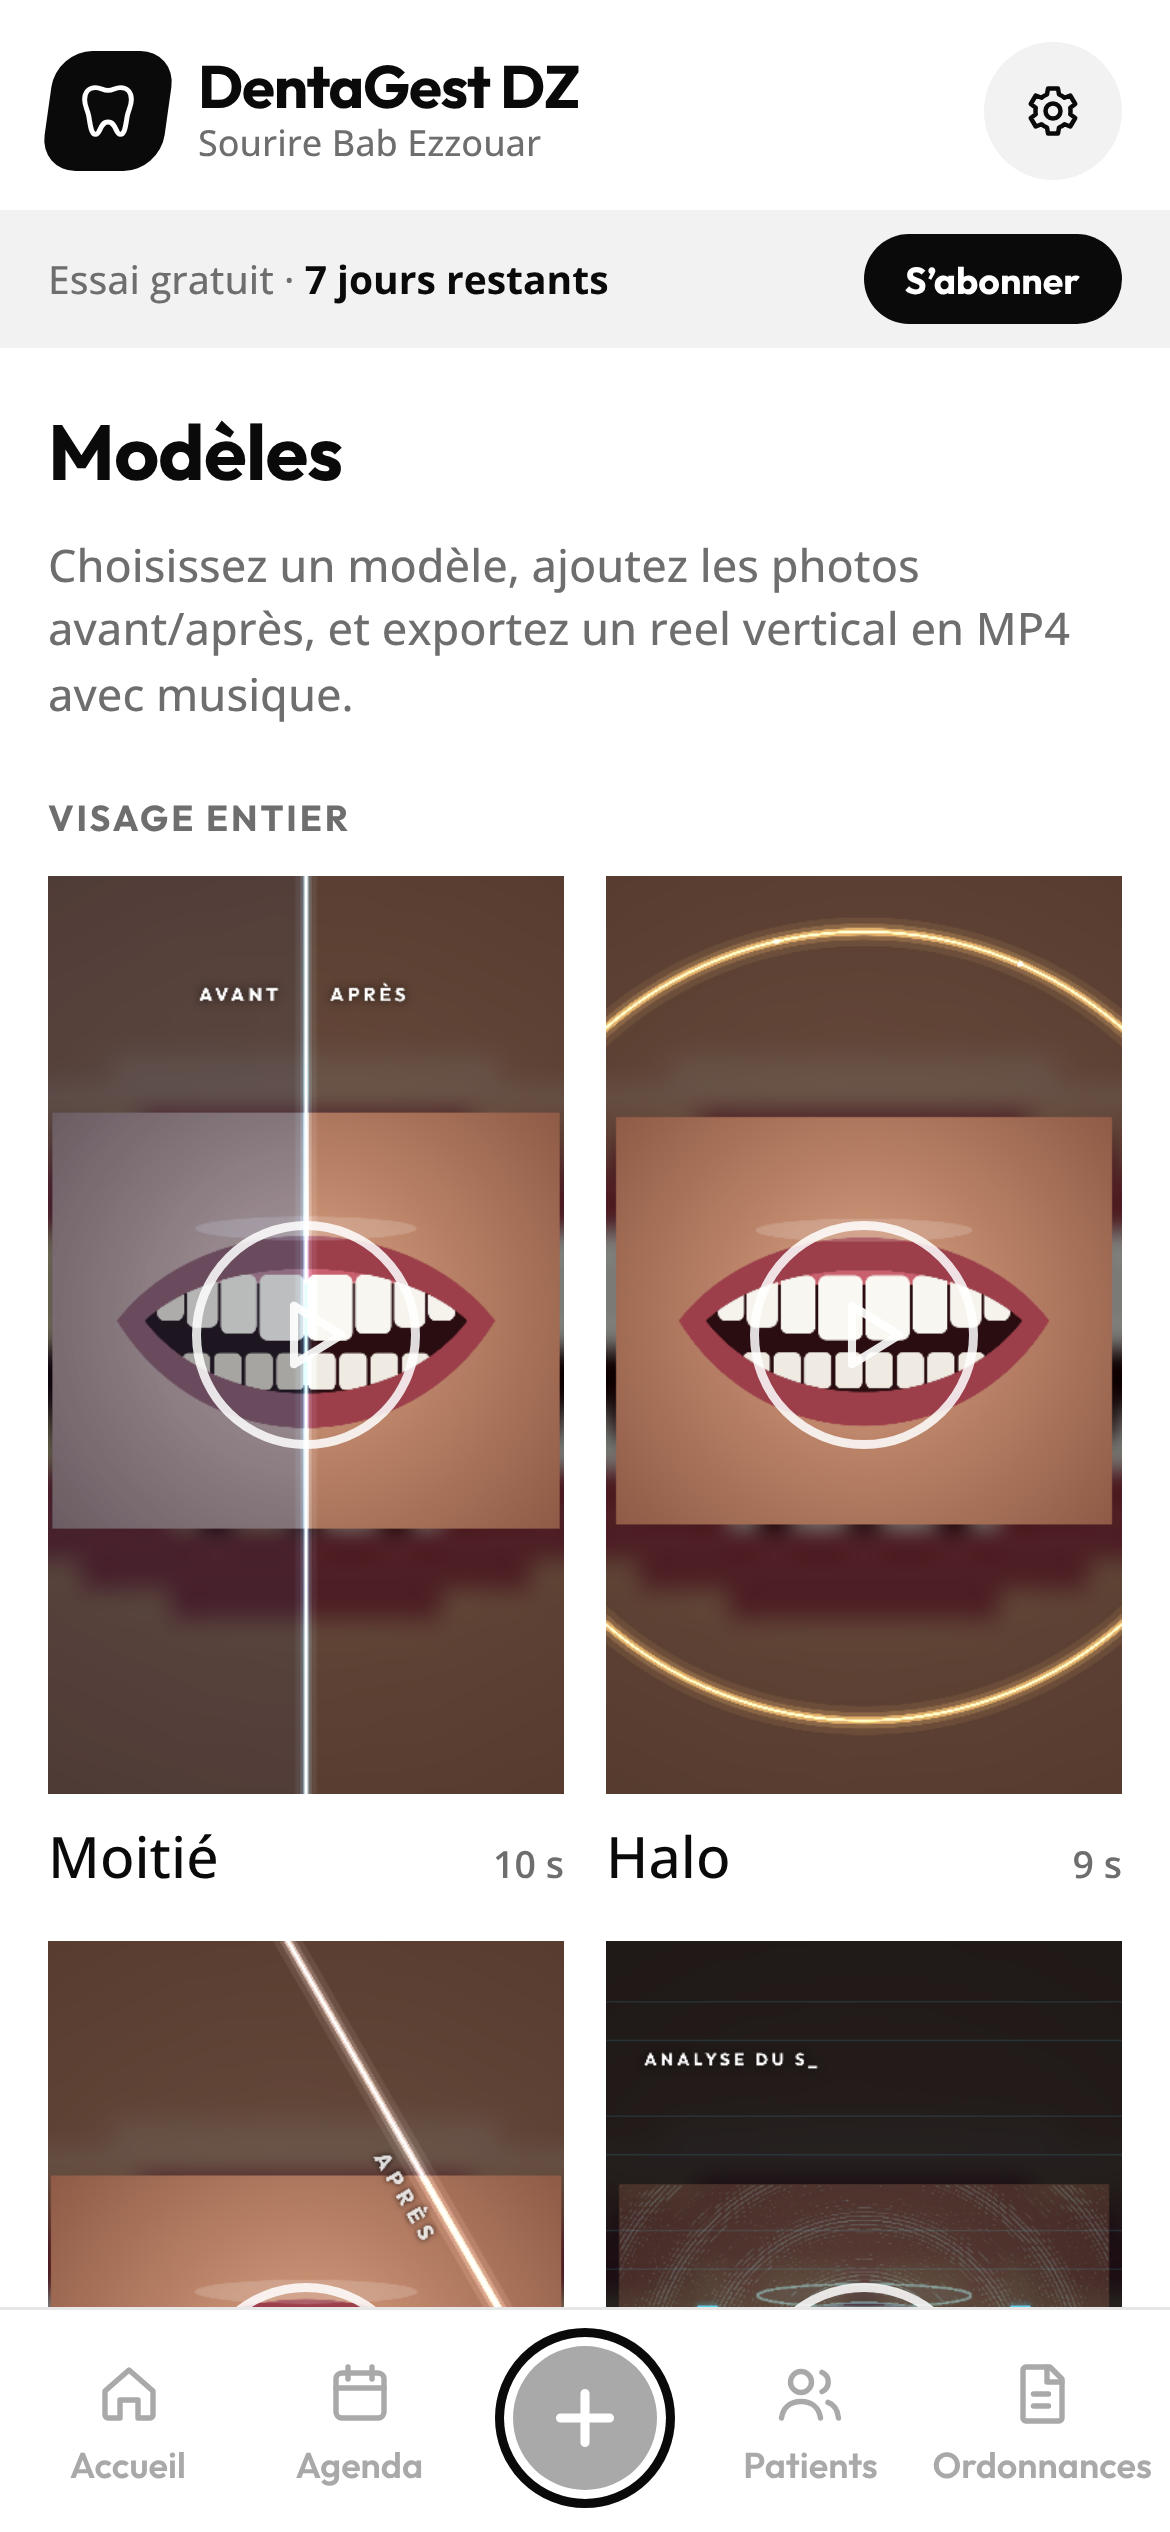 DentaGest DZ
Sourire Bab Ezzouar
Essai gratuit · 7 jours restants
S’abonner
Modèles
Choisissez un modèle, ajoutez les photos
avant/après, et exportez un reel vertical en MP4
avec musique.
VISAGE ENTIER
AVANT APRÈS
Moitié 10 s
Halo 9 s
APRÈS
ANALYSE DU S_
Accueil
Agenda
Patients
Ordonnances